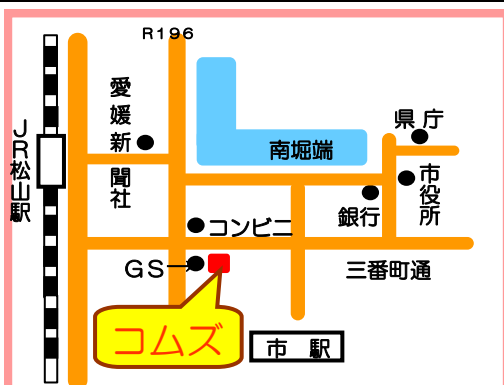 R196
愛媛新聞社
県庁
JR松山駅
南堀端
市役所
銀行
コンビニ
GS
三番町通
コムズ
市駅